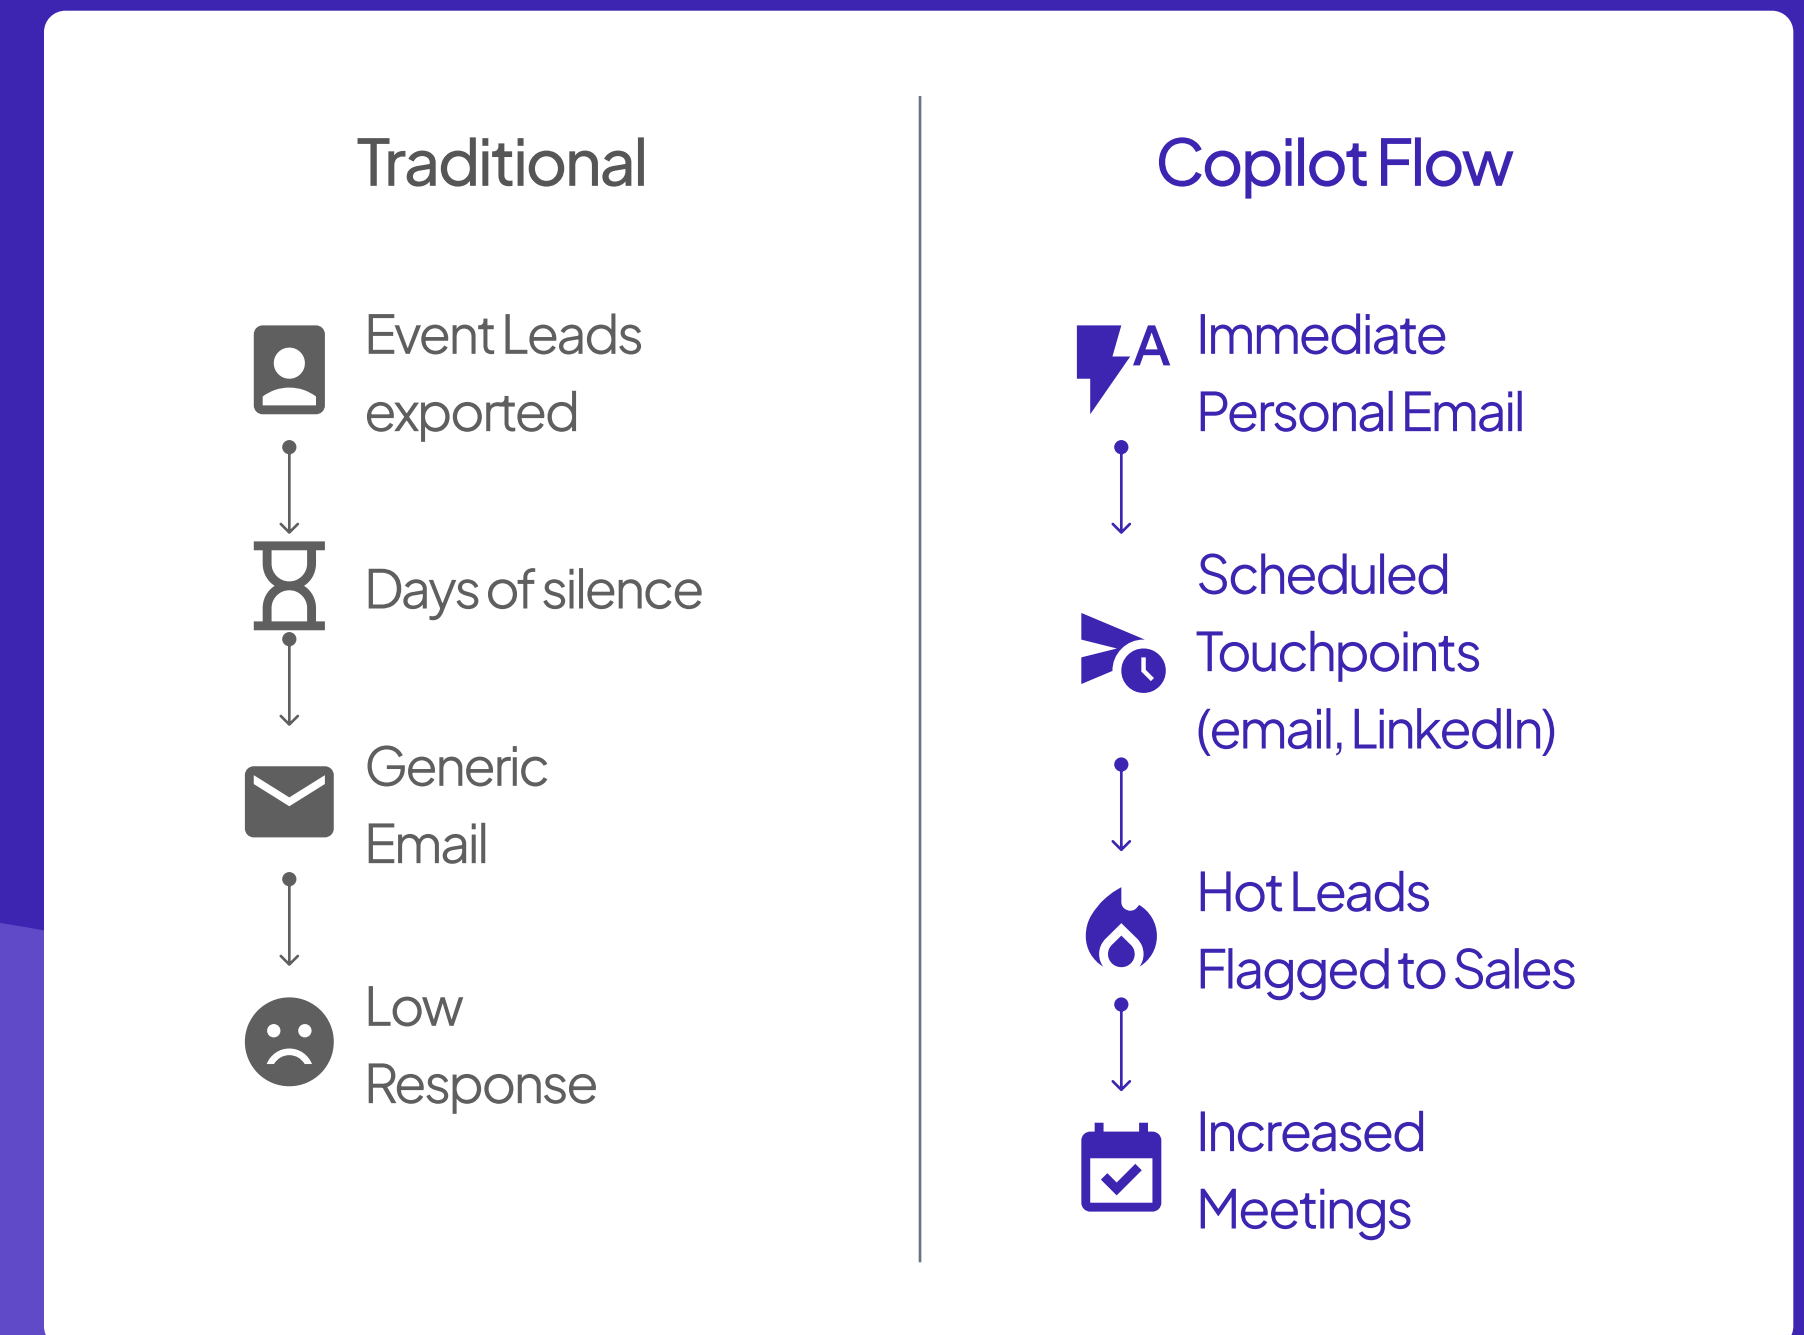 Traditional
Event Leads
exported
Days of silence
Generic
Email
Low
Response
Copilot Flow
A
Immediate
Personal Email
Scheduled
Touchpoints
(email, LinkedIn)
Hot Leads
Flagged to Sales
Increased
Meetings